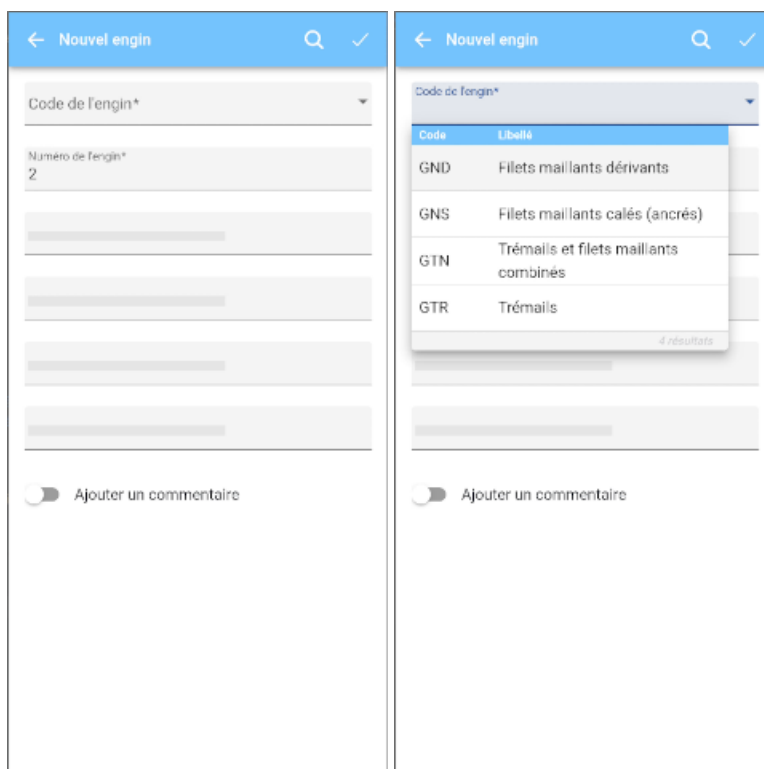 Nouvel engin
Code de l'engin*
Numéro de l'engin*
2
Ajouter un commentaire
Nouvel engin
Code de l'engin*
Code Libellé
GND Filets maillants dérivants
GNS Filets maillants calés (ancrés)
GTN Trémails et filets maillants
combinés
GTR Trémails
4 résultats
Ajouter un commentaire